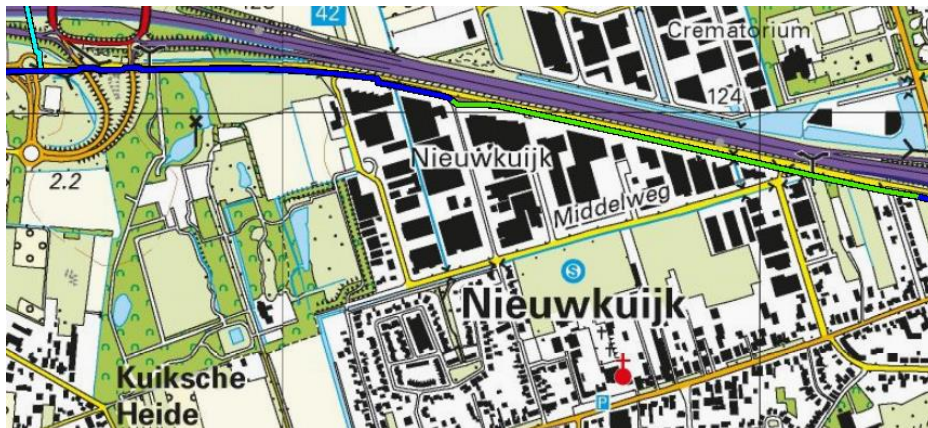 42
Crematorium
124
Nieuwkuijk
2.2
Middelweg
S
Nieuwkuijk
Kuiksche
Heide
P